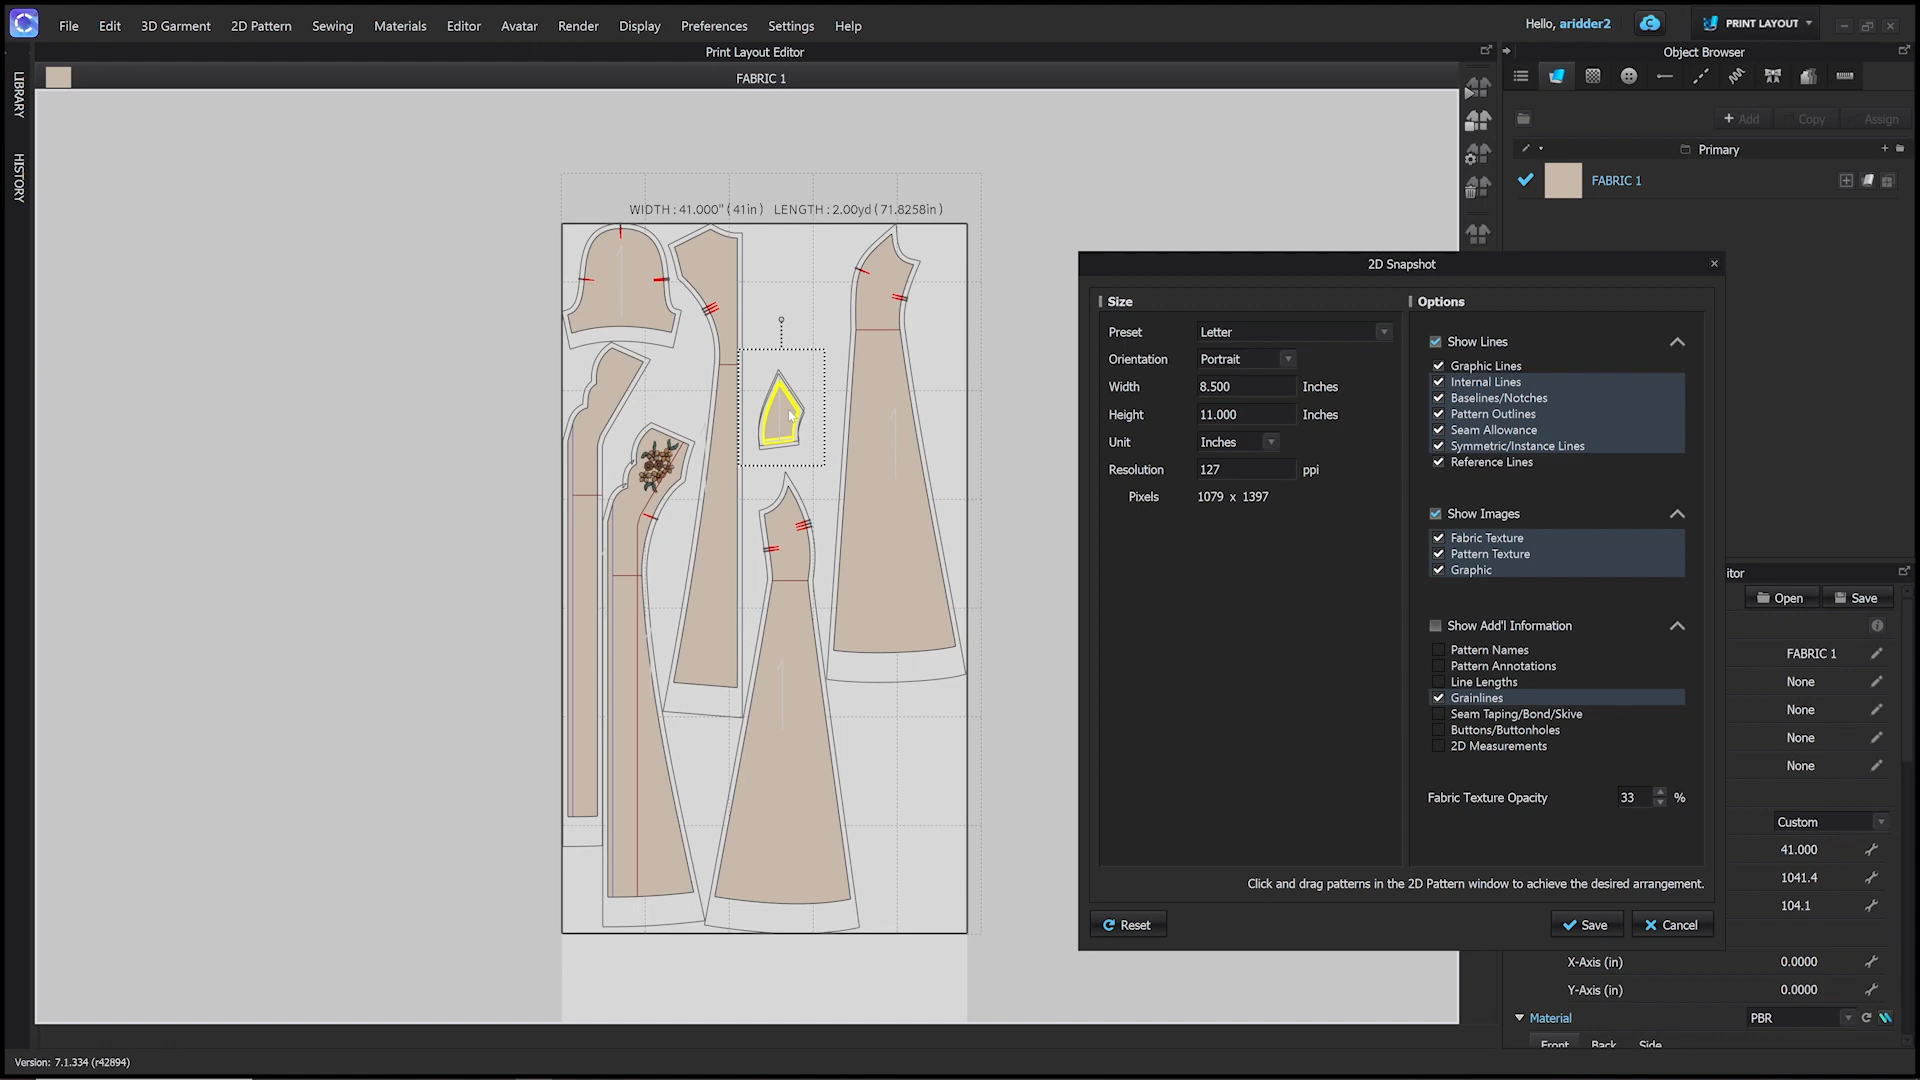 File Edit 3D Garment 2D Pattern Sewing Materials Editor Avatar Render Display Preferences Settings Help
Hello, aridder2
PRINT LAYOUT
Print Layout Editor
Object Browser
LIBRARY
HISTORY
FABRIC 1
+ Add
Copy
Assign
Primary
FABRIC 1
WIDTH : 41.000" ( 41in ) LENGTH : 2.00yd ( 71.8258in )
2D Snapshot
Size
Preset Letter
Orientation Portrait
Width 8.500 Inches
Height 11.000 Inches
Unit Inches
Resolution 127 ppi
Pixels 1079 x 1397
Options
Show Lines
Graphic Lines
Internal Lines
Baselines/Notches
Pattern Outlines
Seam Allowance
Symmetric/Instance Lines
Reference Lines
Show Images
Fabric Texture
Pattern Texture
Graphic
Show Add'l Information
Pattern Names
Pattern Annotations
Line Lengths
Grainlines
Seam Taping/Bond/Skive
Buttons/Buttonholes
2D Measurements
Fabric Texture Opacity 33 %
Click and drag patterns in the 2D Pattern window to achieve the desired arrangement.
Reset
Save
Cancel
itor
Open
Save
FABRIC 1
None
None
None
None
Custom
41.000
1041.4
104.1
X-Axis (in) 0.0000
Y-Axis (in) 0.0000
Material PBR
Front Back Side
Version: 7.1.334 (r42894)